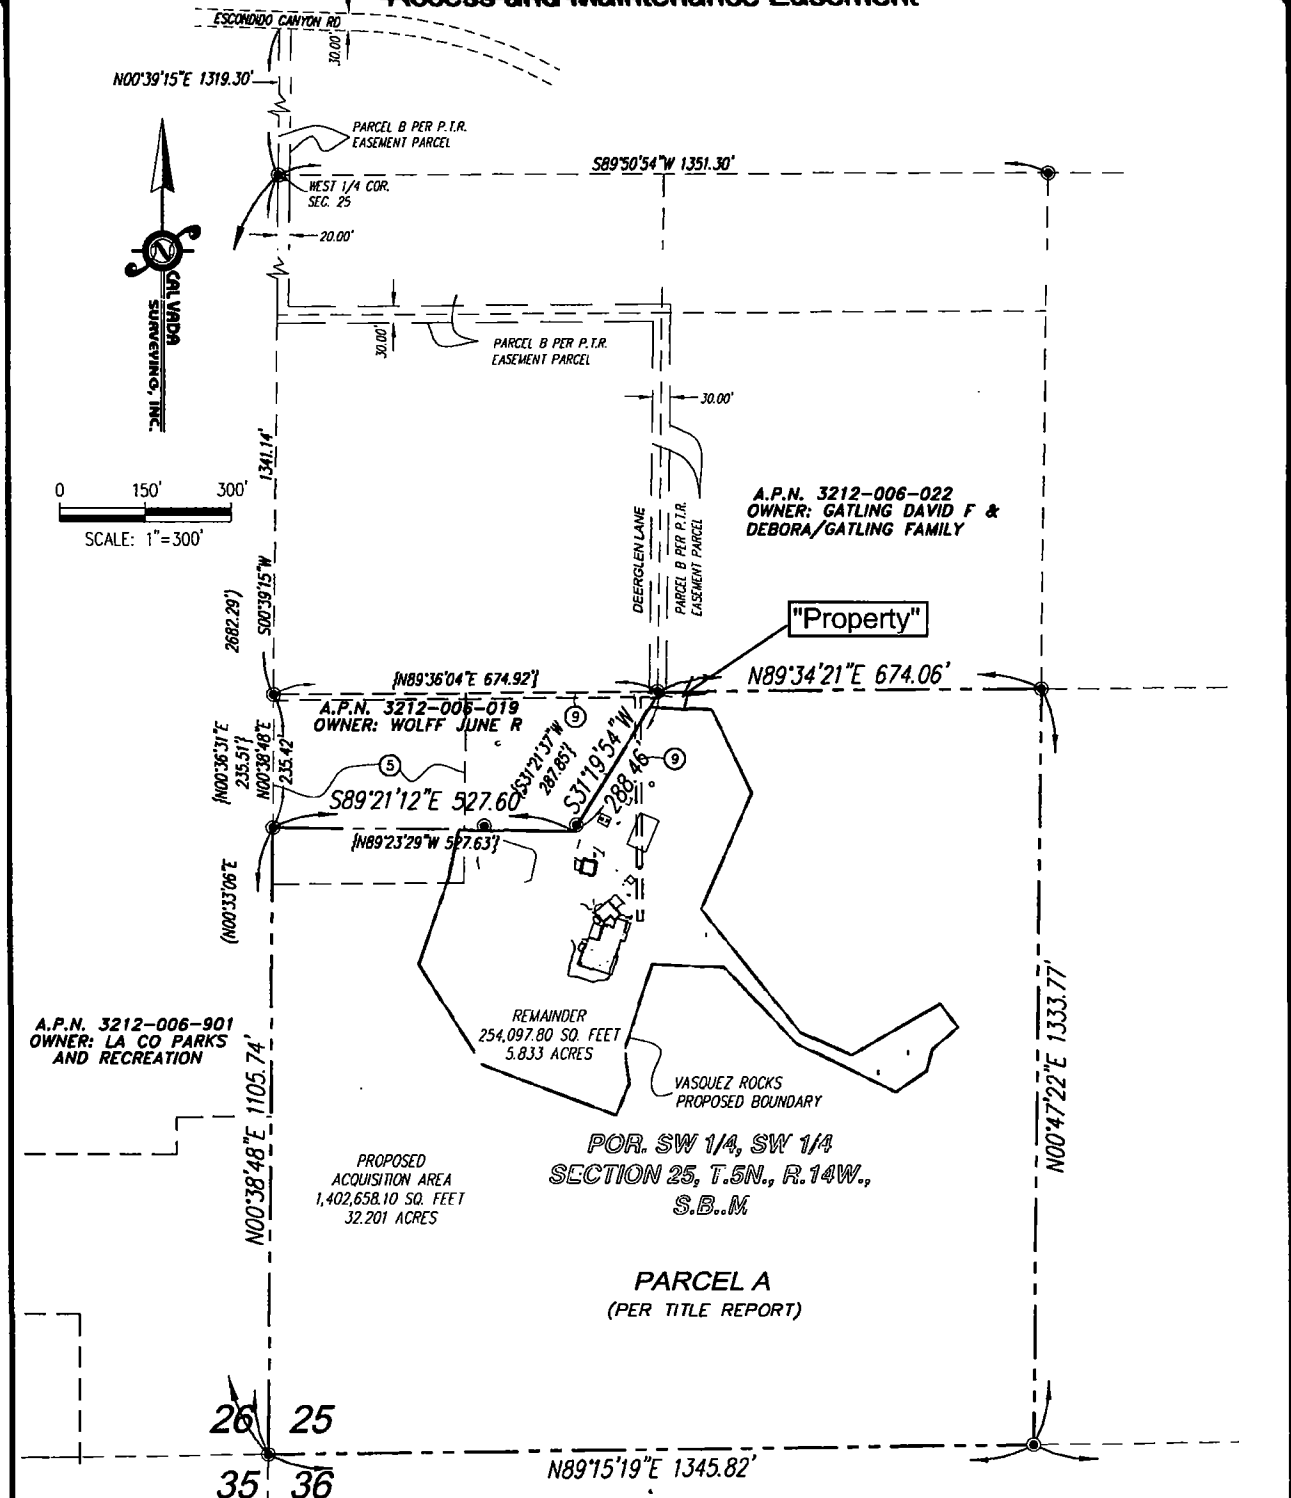 Access and Maintenance Easement
ESCONDIDO CANYON RD
30.00'
N00°39'15"E 1319.30'
PARCEL B PER P.T.R.
EASEMENT PARCEL
S89°50'54"W 1351.30'
WEST 1/4 COR.
SEC. 25
20.00'
CALVADA
SURVEYING, INC.
30.00'
PARCEL B PER P.T.R.
EASEMENT PARCEL
30.00'
1341.14'
0 150' 300'
SCALE: 1"=300'
A.P.N. 3212-006-022
OWNER: GATLING DAVID F &
DEBORA/GATLING FAMILY
DEERGLEN LANE
PARCEL B PER P.T.R.
EASEMENT PARCEL
2682.29')
S00°39'15"W
"Property"
{N89°36'04"E 674.92'}
N89°34'21"E 674.06'
A.P.N. 3212-006-019
OWNER: WOLFF JUNE R
9
{N00°36'31"E
235.51'}
N00°38'48"E
235.42'
{S31°21'37"W
287.85'}
S31°19'54"W
288.46'
9
5
S89°21'12"E 527.60'
{N89°23'29"W 527.63'}
(N00°33'06"E
REMAINDER
254,097.80 SQ. FEET
5.833 ACRES
A.P.N. 3212-006-901
OWNER: LA CO PARKS
AND RECREATION
VASQUEZ ROCKS
PROPOSED BOUNDARY
N00°38'48"E 1105.74'
N00°47'22"E 1333.77'
POR. SW 1/4, SW 1/4
SECTION 25, T.5N., R.14W.,
S.B..M
PROPOSED
ACQUISITION AREA
1,402,658.10 SQ. FEET
32.201 ACRES
PARCEL A
(PER TITLE REPORT)
26 25
35 36
N89°15'19"E 1345.82'